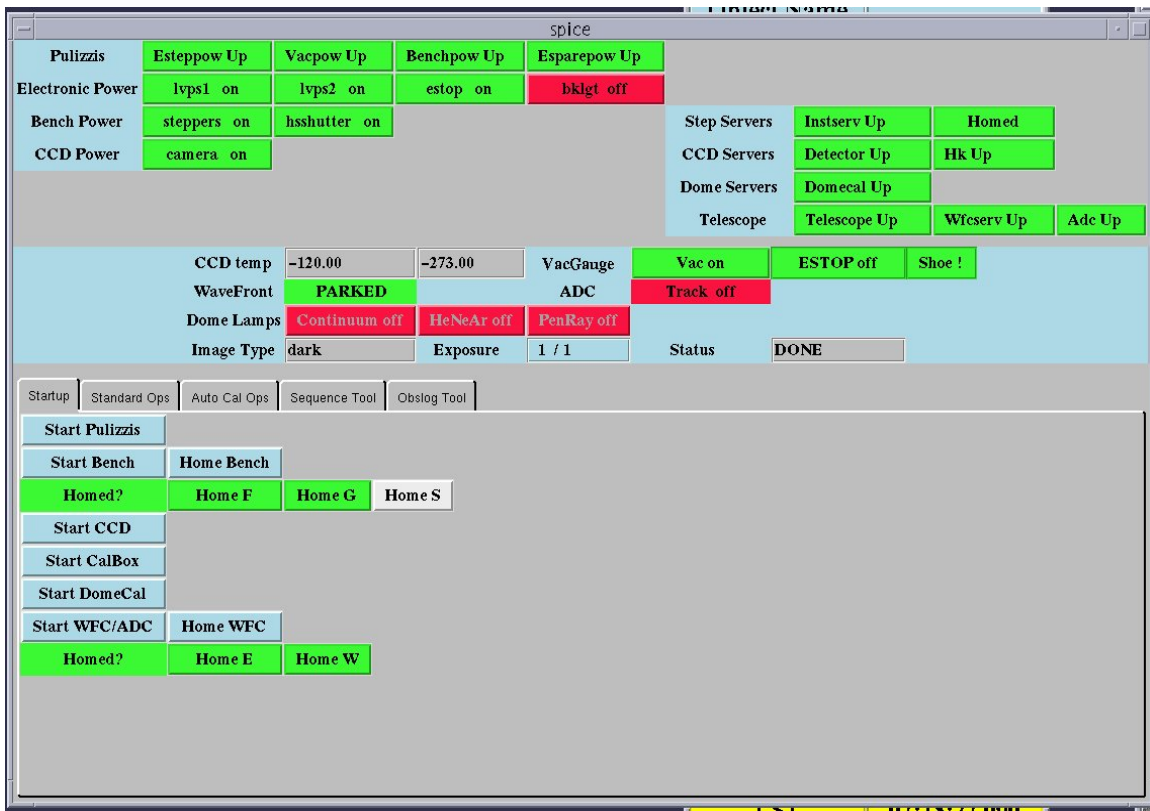 Object Name
spice
Pulizzis Esteppow Up Vacpow Up Benchpow Up Esparepow Up
Electronic Power lvps1 on lvps2 on estop on bklgt off
Bench Power steppers on hsshutter on Step Servers Instserv Up Homed
CCD Power camera on CCD Servers Detector Up Hk Up
Dome Servers Domecal Up
Telescope Telescope Up Wfcserv Up Adc Up
CCD temp -120.00 -273.00 VacGauge Vac on ESTOP off Shoe !
WaveFront PARKED ADC Track off
Dome Lamps Continuum off HeNeAr off PenRay off
Image Type dark Exposure 1 / 1 Status DONE
Startup Standard Ops Auto Cal Ops Sequence Tool Obslog Tool
Start Pulizzis
Start Bench Home Bench
Homed? Home F Home G Home S
Start CCD
Start CalBox
Start DomeCal
Start WFC/ADC Home WFC
Homed? Home E Home W